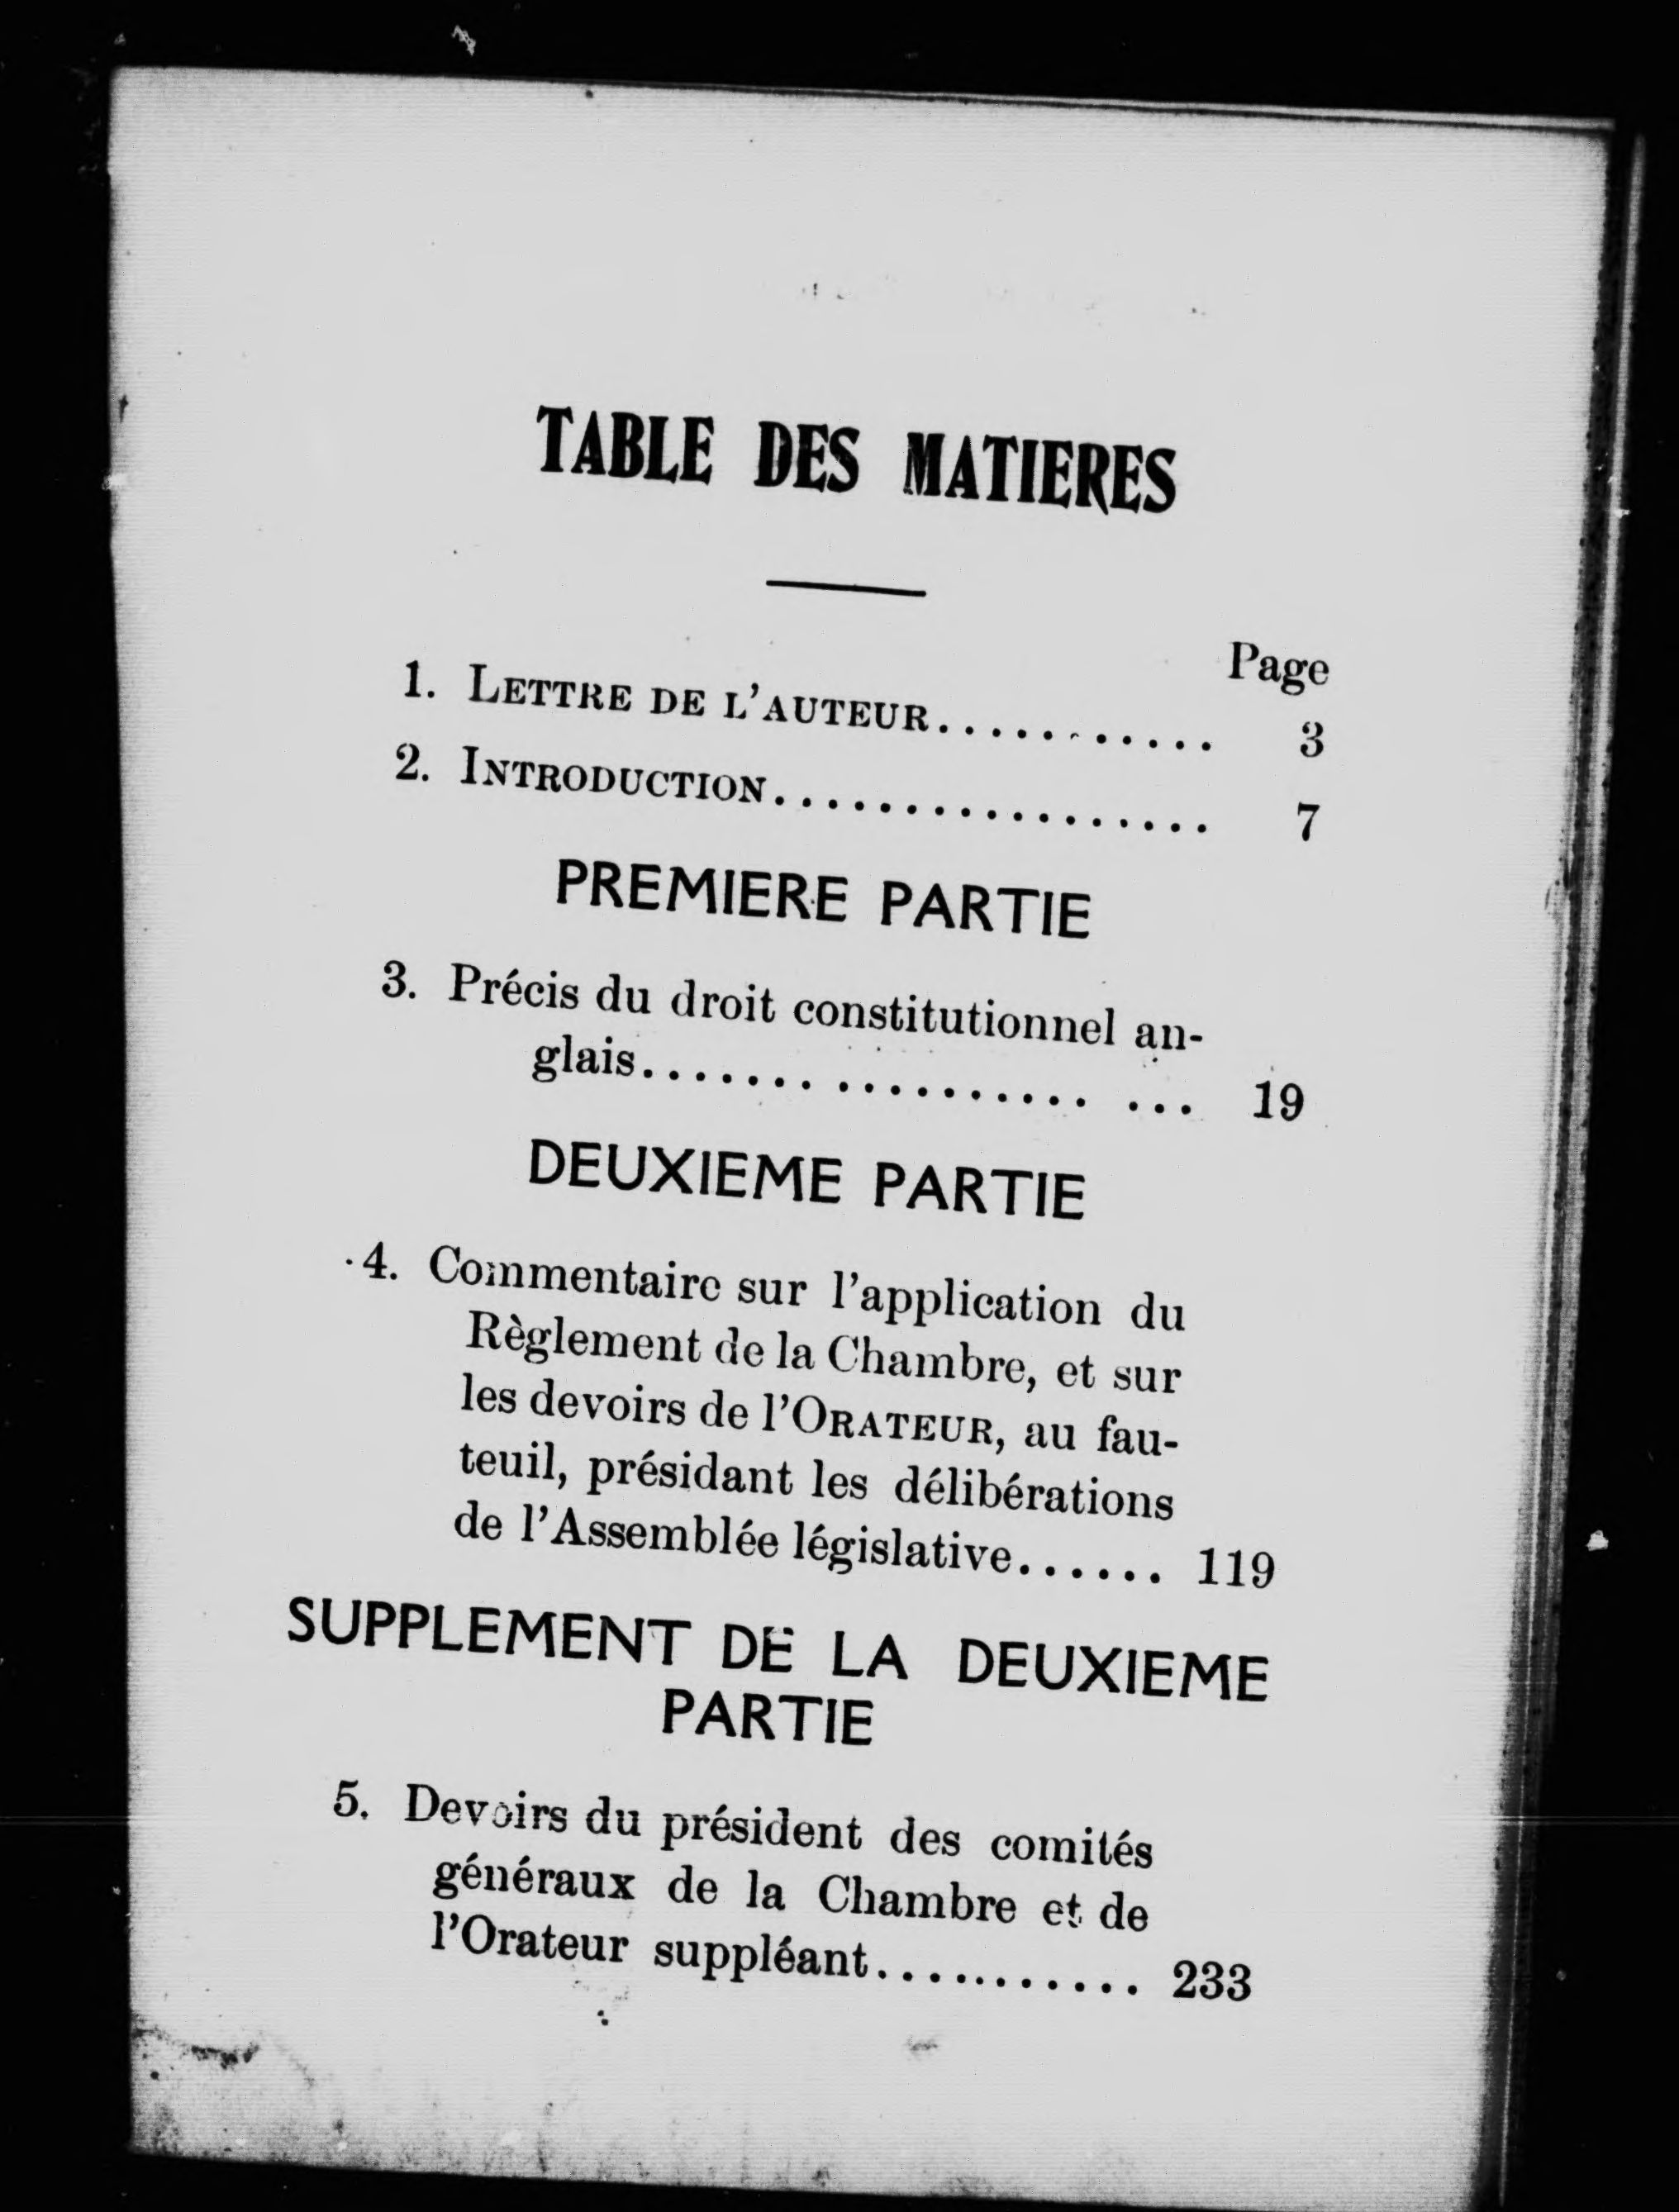 TABLE DES MATIERES
Page
1. LETTRE DE L'AUTEUR........... 3
2. INTRODUCTION................. 7
PREMIERE PARTIE
3. Précis du droit constitutionnel an-
glais....... .......... ... 19
DEUXIEME PARTIE
4. Commentaire sur l'application du
Règlement de la Chambre, et sur
les devoirs de l'ORATEUR, au fau-
teuil, présidant les délibérations
de l'Assemblée législative...... 119
SUPPLEMENT DE LA DEUXIEME
PARTIE
5. Devoirs du président des comités
généraux de la Chambre et de
l'Orateur suppléant........... 233